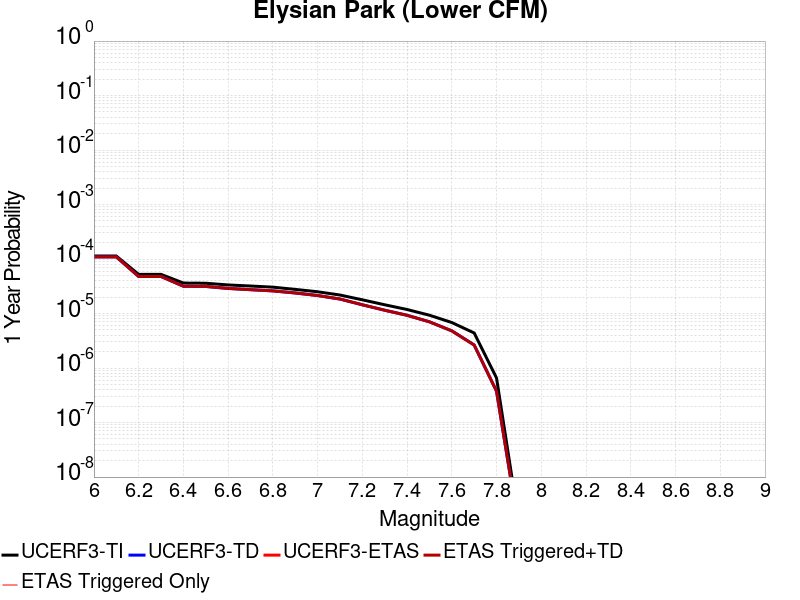 Elysian Park (Lower CFM)
10^0
10^-1
10^-2
10^-3
10^-4
10^-5
10^-6
10^-7
10^-8
1 Year Probability
6 6.2 6.4 6.6 6.8 7 7.2 7.4 7.6 7.8 8 8.2 8.4 8.6 8.8 9
Magnitude
UCERF3-TI UCERF3-TD UCERF3-ETAS ETAS Triggered+TD
ETAS Triggered Only